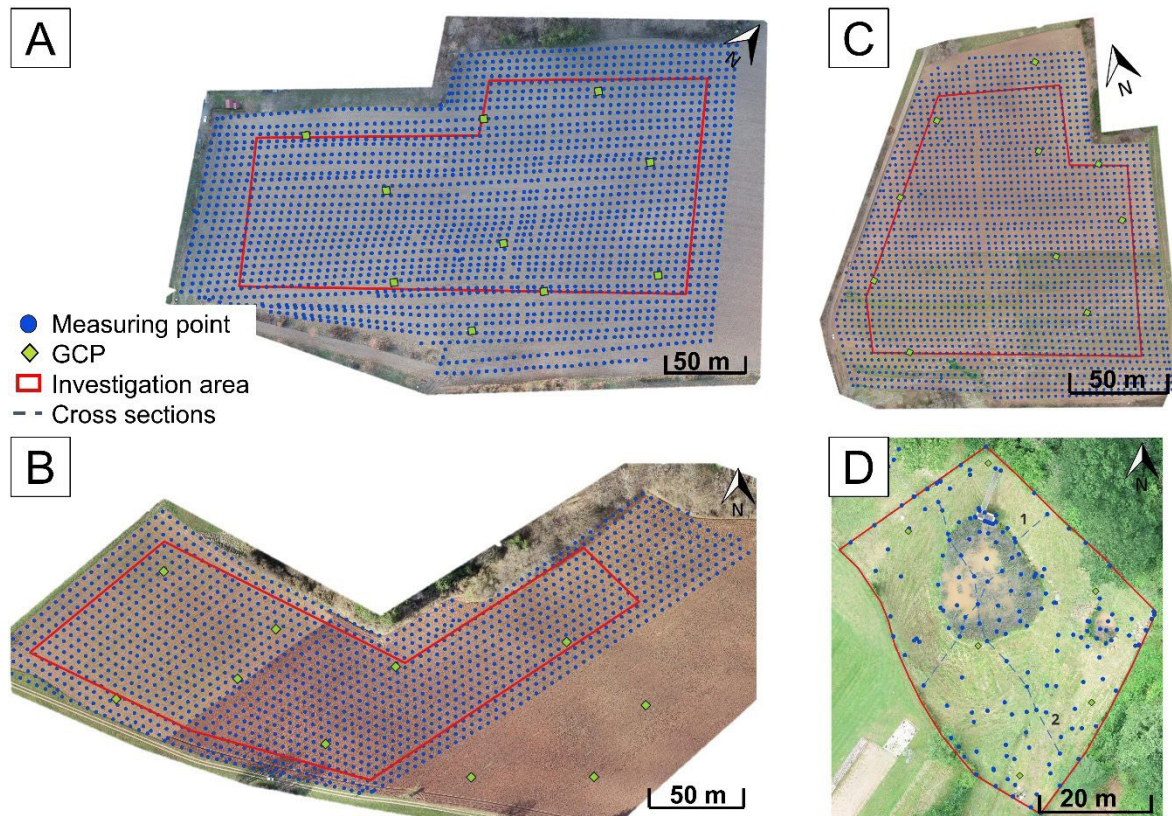 A
N
C
N
Measuring point
GCP
Investigation area
Cross sections
50 m
50 m
B
N
D
N
1
2
50 m
20 m